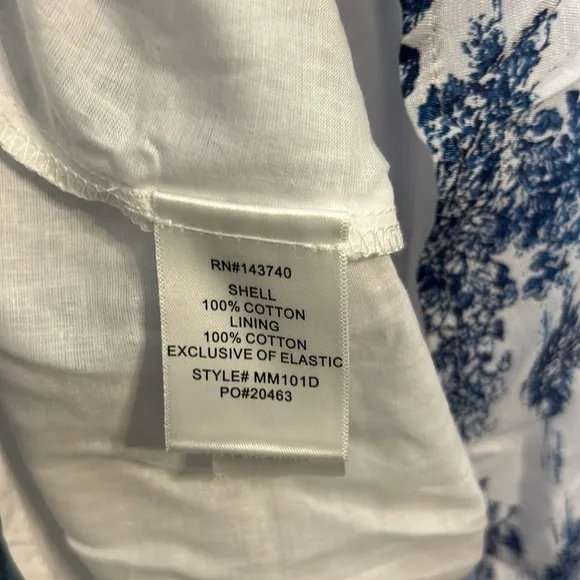 RN#143740
SHELL
100% COTTON
LINING
100% COTTON
EXCLUSIVE OF ELASTIC
STYLE# MM101D
PO#20463